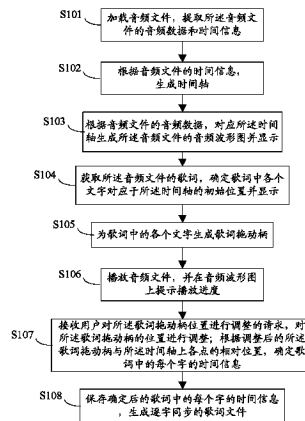 S101
加载音频文件，提取所述音频文
件的音频数据和时间信息
S102
根据音频文件的时间信息，
生成时间轴
S103
根据音频文件的音频数据，对应所述时间
轴生成所述音频文件的音频波形图并显示
S104
获取所述音频文件的歌词，确定歌词中各个
文字对应于所述时间轴的初始位置并显示
S105
为歌词中的各个文字生成歌词拖动柄
S106
播放音频文件，并在音频波形图
上提示播放进度
S107
接收用户对所述歌词拖动柄位置进行调整的请求，对
所述歌词拖动柄的位置进行调整；根据调整后的所述
歌词拖动柄与所述时间轴上各点的相对位置，确定歌
词中的每个字的时间信息
S108
保存确定后的歌词中的每个字的时间信息
，生成逐字同步的歌词文件